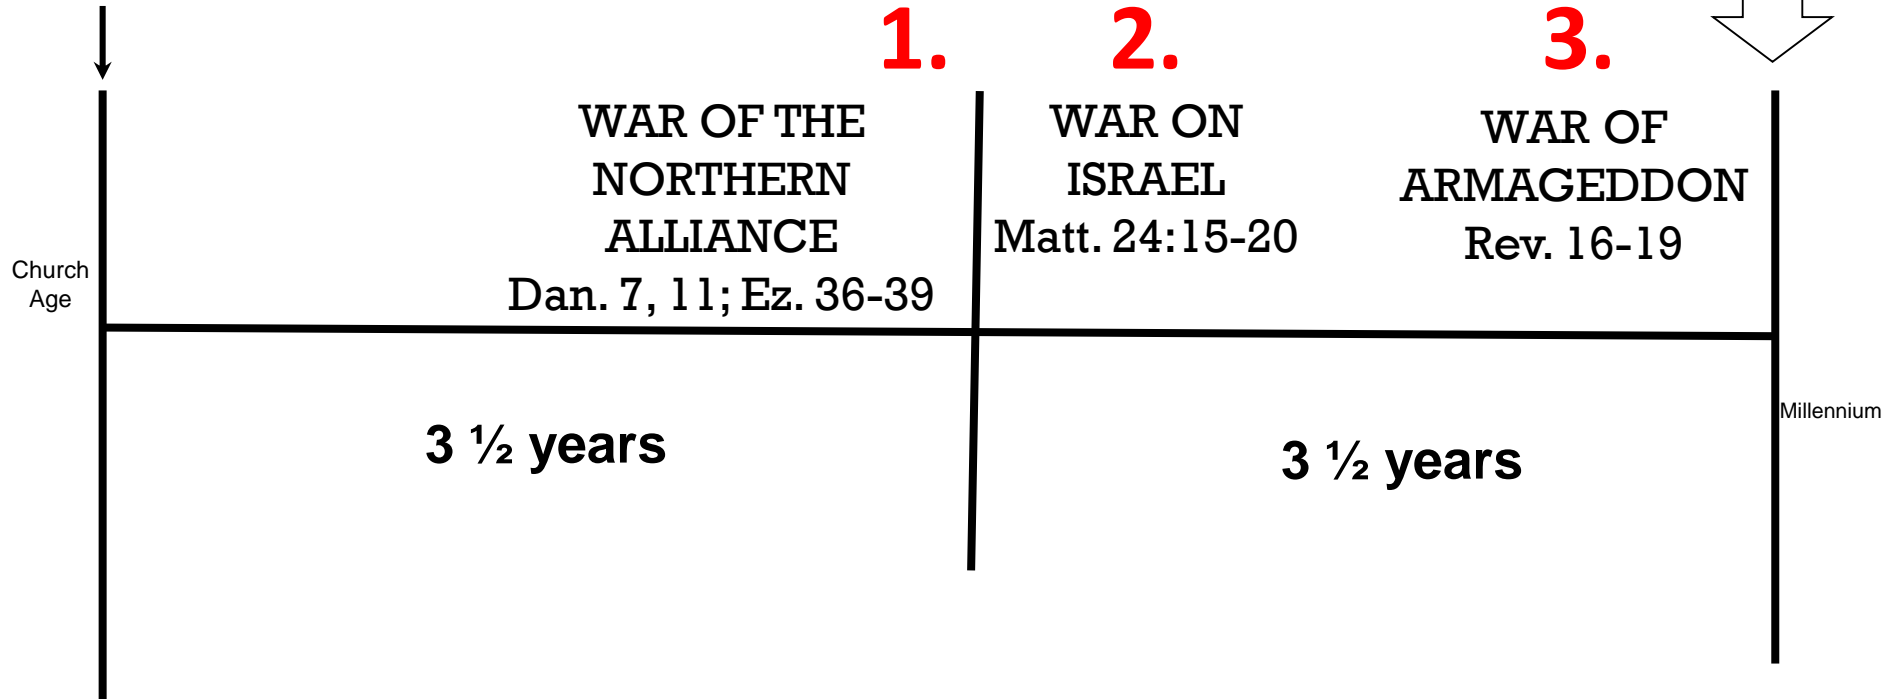 1.
2.
3.
WAR OF THE
NORTHERN
ALLIANCE
Dan. 7, 11; Ez. 36-39
WAR ON
ISRAEL
Matt. 24:15-20
WAR OF
ARMAGEDDON
Rev. 16-19
Church
Age
3 ½ years
3 ½ years
Millennium